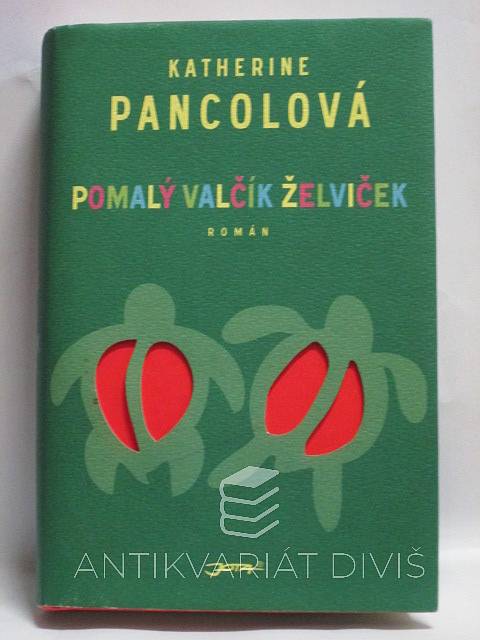 KATHERINE
PANCOLOVÁ
POMALÝ VALČÍK ŽELVIČEK
ROMÁN
ANTIKVARIÁT DIVIŠ